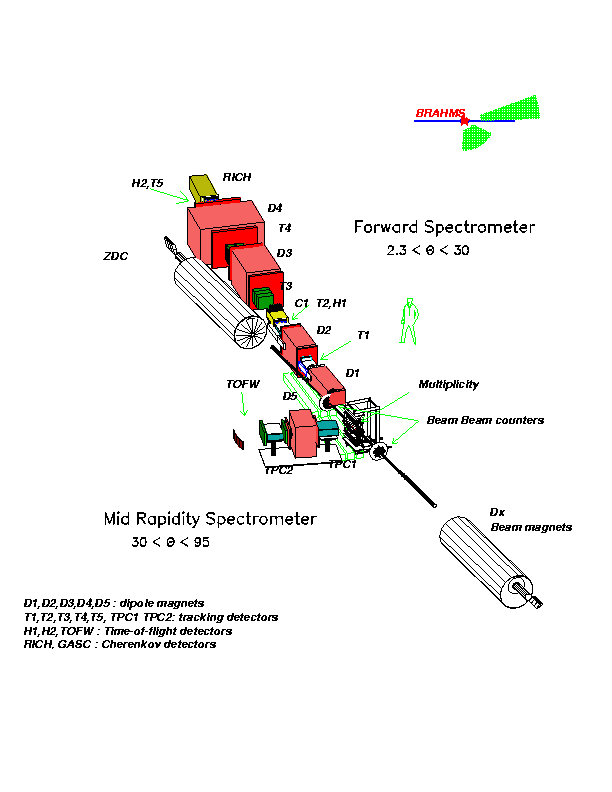 BRAHMS
H2,T5
RICH
D4
T4
Forward Spectrometer
2.3 < Θ < 30
ZDC
D3
T3
C1 T2,H1
D2
T1
D1
TOFW
D5
Multiplicity
Beam Beam counters
TPC2
TPC1
Dx
Beam magnets
Mid Rapidity Spectrometer
30 < Θ < 95
D1,D2,D3,D4,D5 : dipole magnets
T1,T2,T3,T4,T5, TPC1 TPC2: tracking detectors
H1,H2,TOFW : Time-of-flight detectors
RICH, GASC : Cherenkov detectors